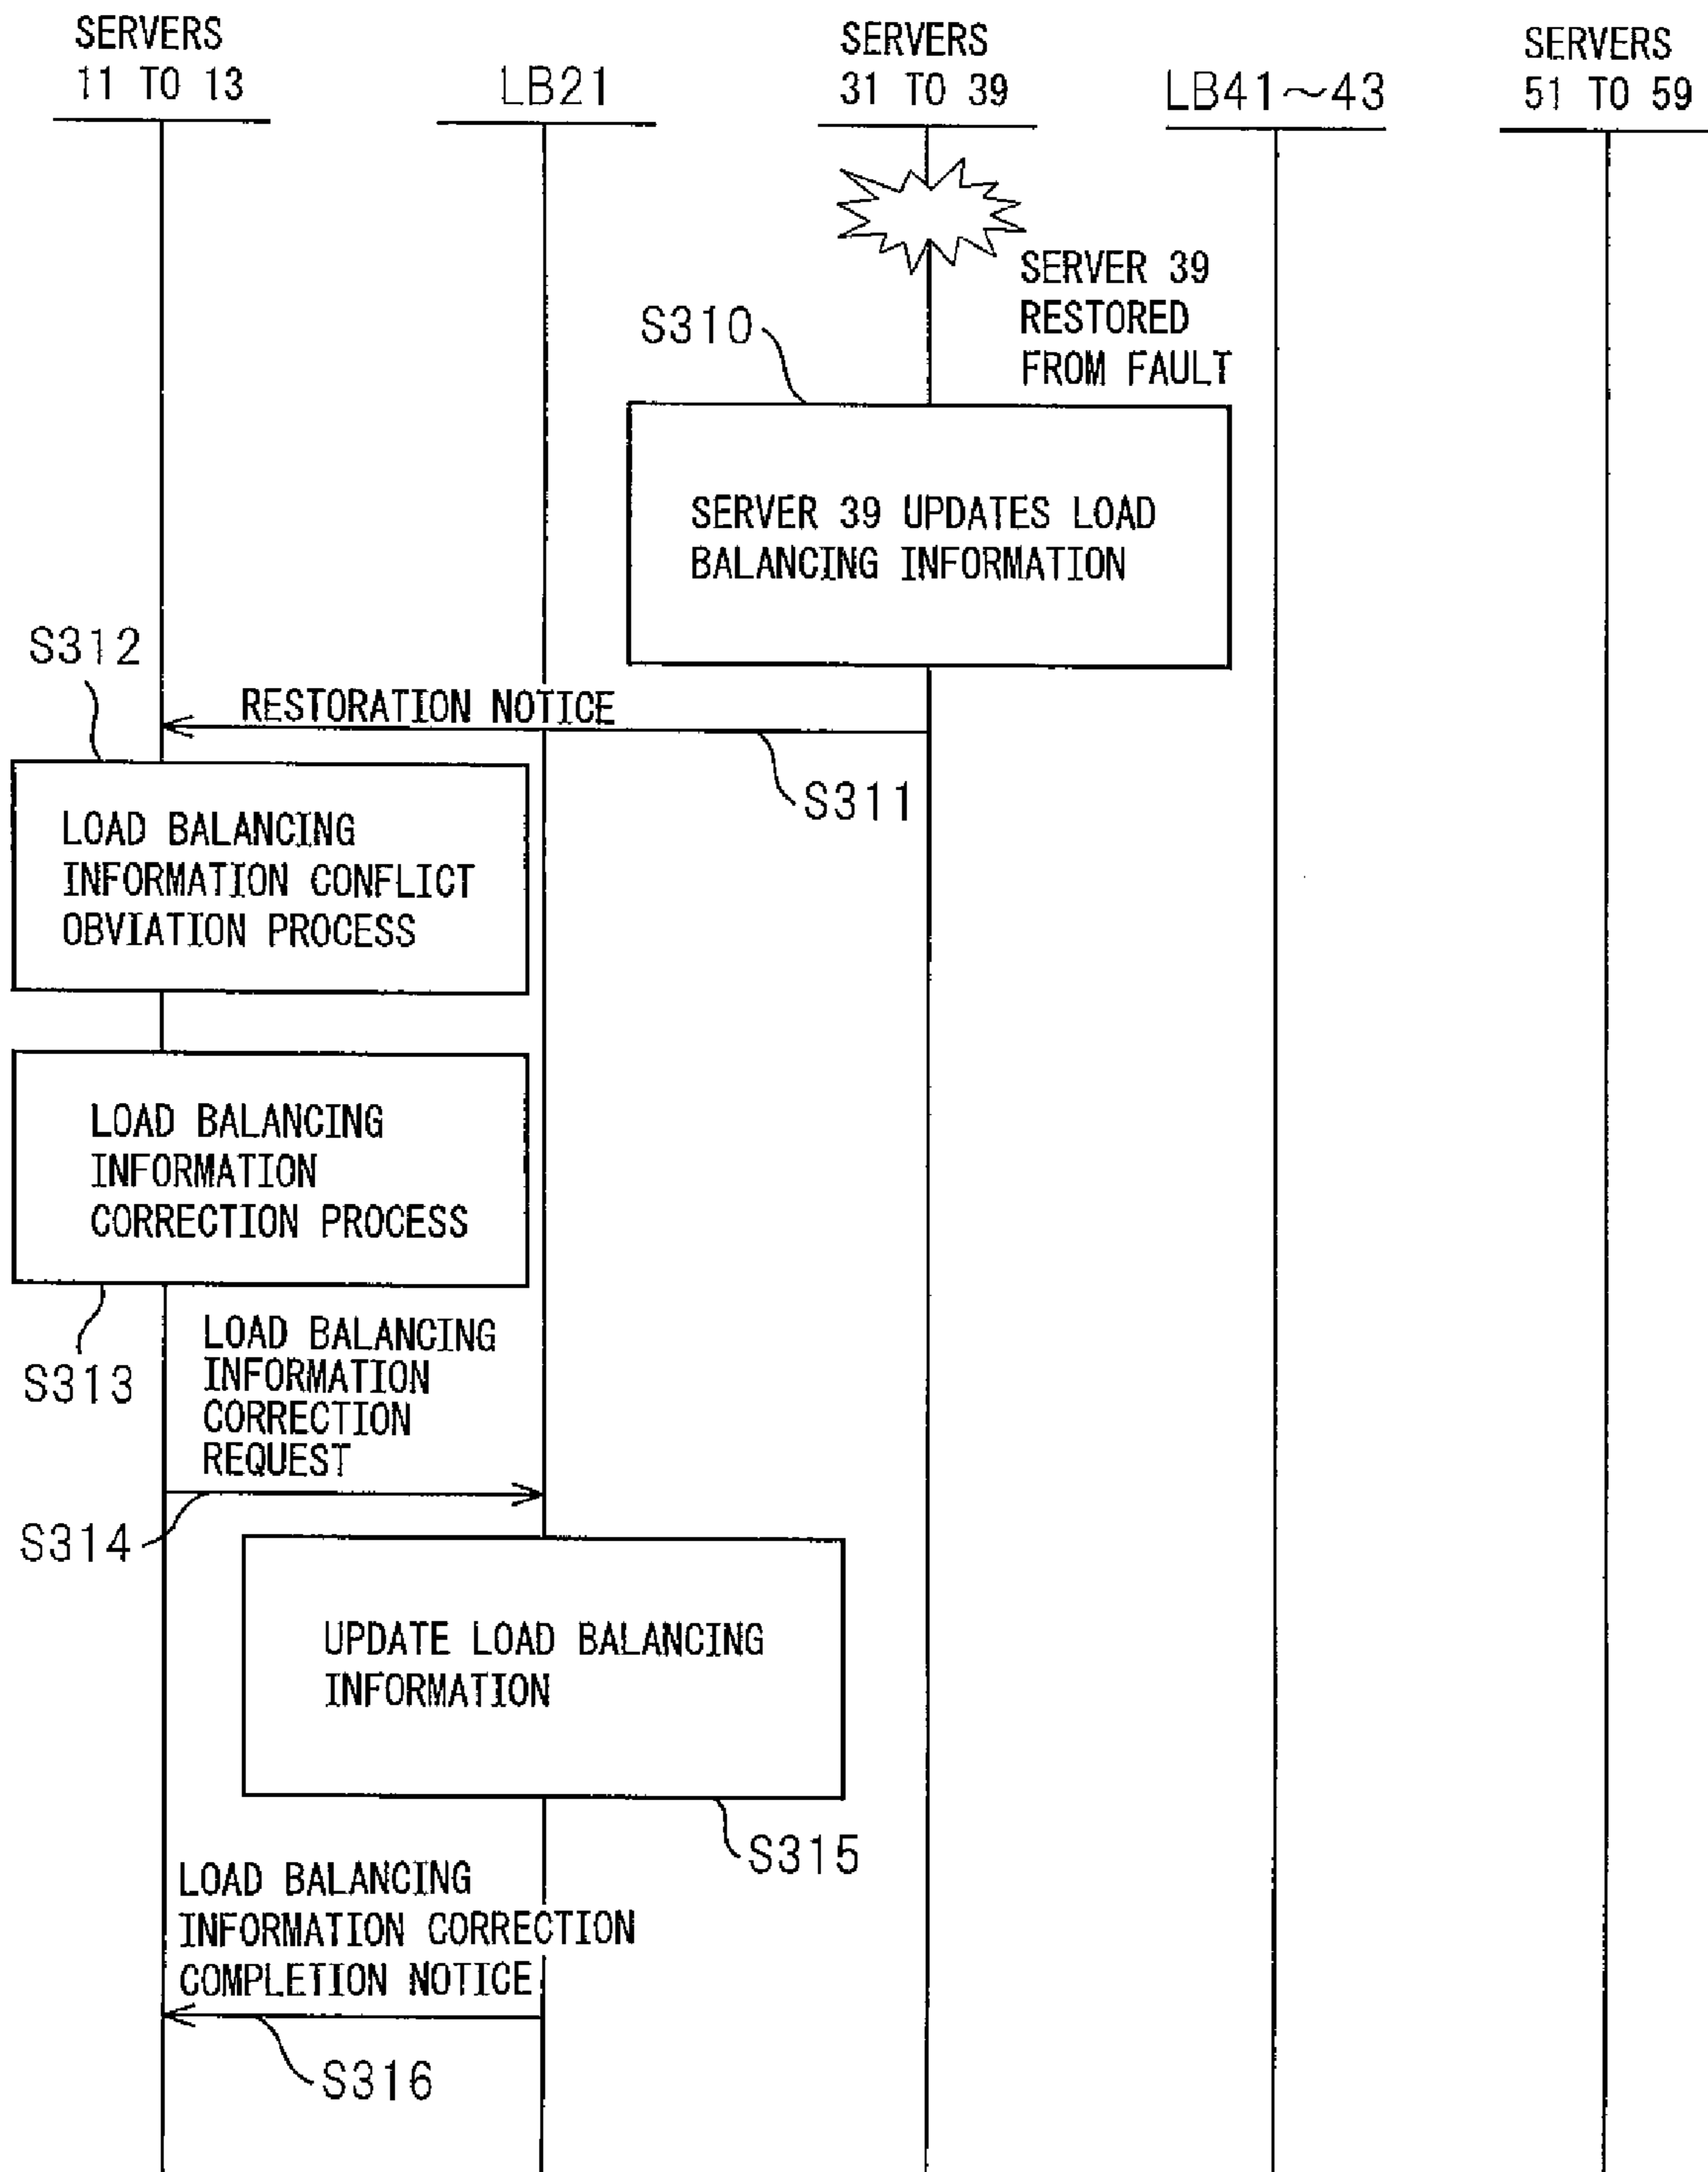 SERVERS
11 TO 13
LB21
SERVERS
31 TO 39
LB41~43
SERVERS
51 TO 59
SERVER 39
RESTORED
FROM FAULT
S310
SERVER 39 UPDATES LOAD
BALANCING INFORMATION
S312
RESTORATION NOTICE
S311
LOAD BALANCING
INFORMATION CONFLICT
OBVIATION PROCESS
LOAD BALANCING
INFORMATION
CORRECTION PROCESS
S313
LOAD BALANCING
INFORMATION
CORRECTION
REQUEST
S314
UPDATE LOAD BALANCING
INFORMATION
S315
LOAD BALANCING
INFORMATION CORRECTION
COMPLETION NOTICE
S316